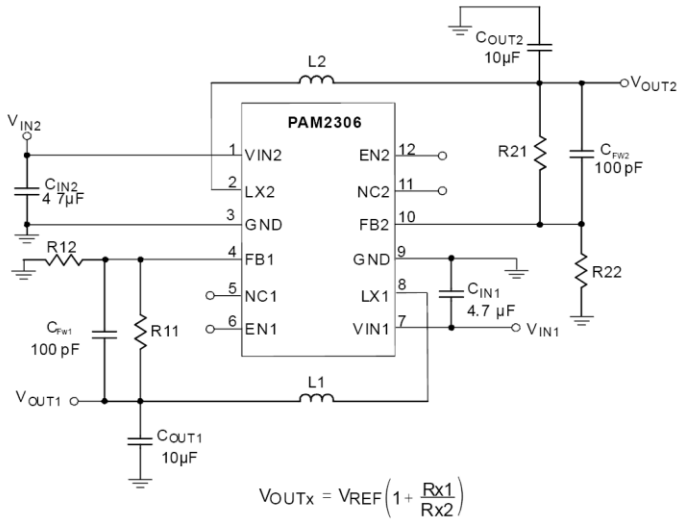 COUT2
10µF
L2
VOUT2
VIN2
PAM2306
1 VIN2 EN2 12
R21
CFW2
100 pF
CIN2
4 7µF
2 LX2 NC2 11
3 GND FB2 10
R12
4 FB1 GND 9
R22
5 NC1 LX1 8
CIN1
4.7 µF
6 EN1 VIN1 7
VIN1
CFw1
100 pF
R11
L1
VOUT1
COUT1
10µF
VOUTx = VREF(1 + Rx1/Rx2)